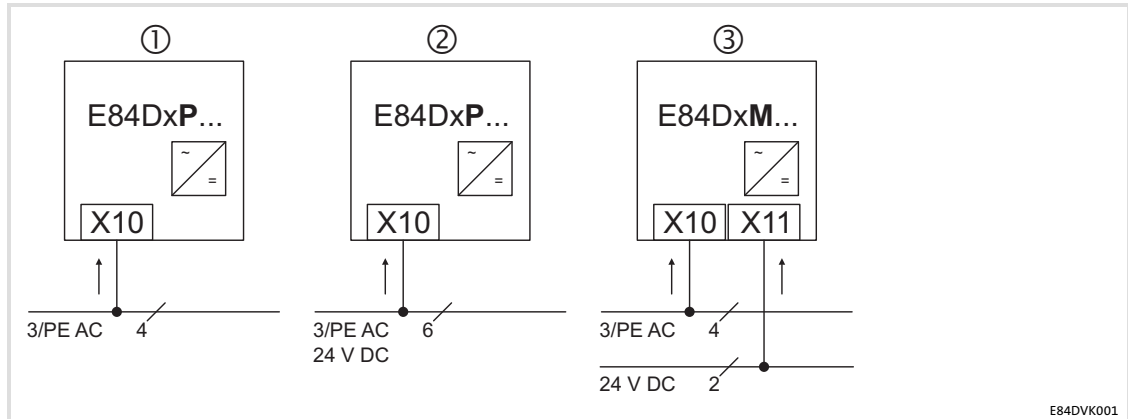 ① ② ③
E84DxP... E84DxP... E84DxM...
~ ~ ~
= = =
X10 X10 X10 X11
3/PE AC 4 3/PE AC 6 3/PE AC 4
24 V DC
24 V DC 2
E84DVK001